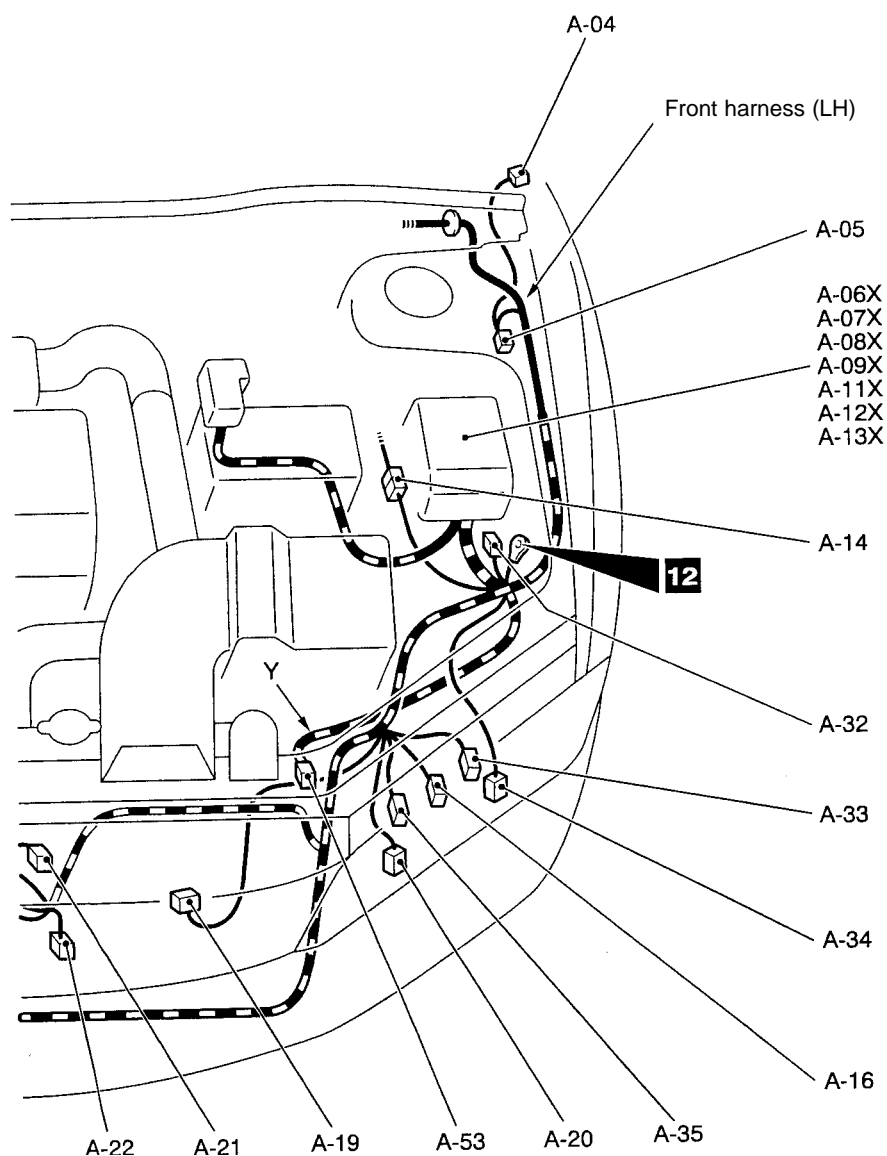 A-04
Front harness (LH)
A-05
A-06X
A-07X
A-08X
A-09X
A-11X
A-12X
A-13X
A-14
12
Y
A-32
A-33
A-34
A-16
A-22
A-21
A-19
A-53
A-20
A-35